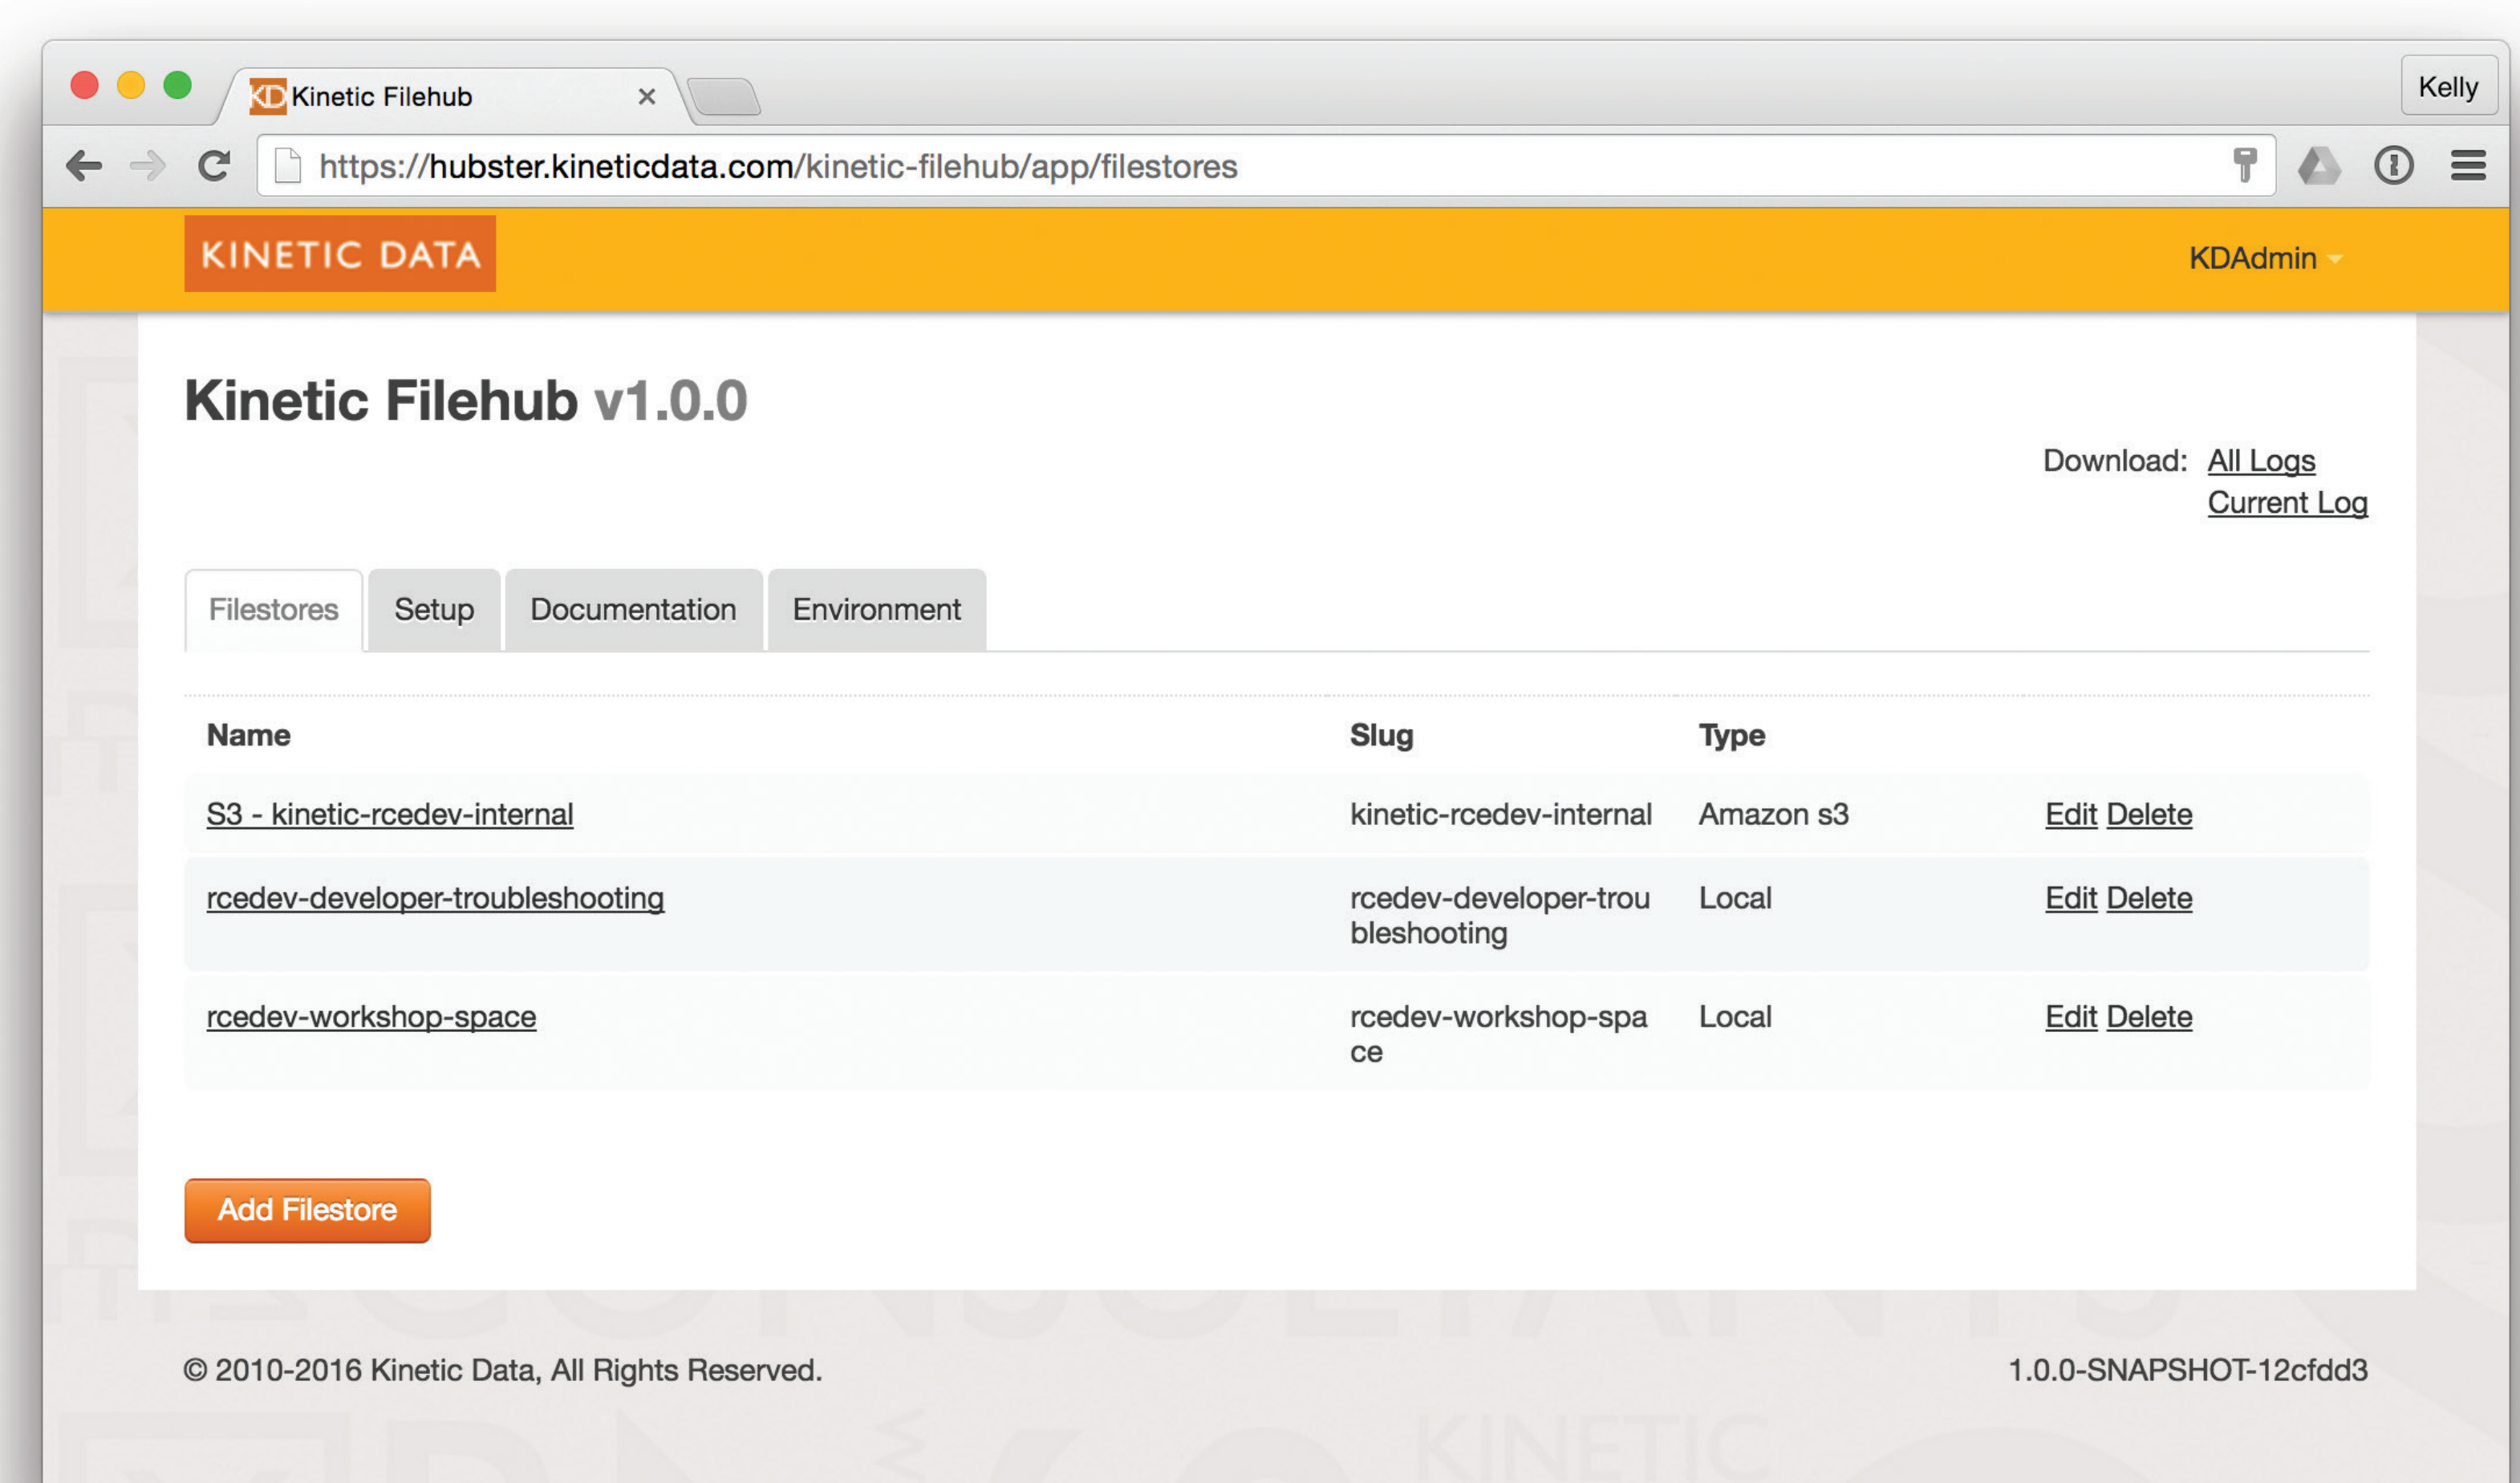 KD Kinetic Filehub
Kelly
https://hubster.kineticdata.com/kinetic-filehub/app/filestores
KINETIC DATA
KDAdmin
Kinetic Filehub v1.0.0
Download: All Logs
Current Log
Filestores Setup Documentation Environment
Name Slug Type
S3 - kinetic-rcedev-internal kinetic-rcedev-internal Amazon s3 Edit Delete
rcedev-developer-troubleshooting rcedev-developer-trou Local Edit Delete
bleshooting
rcedev-workshop-space rcedev-workshop-spa Local Edit Delete
ce
Add Filestore
CONSULTANTS
© 2010-2016 Kinetic Data, All Rights Reserved. 1.0.0-SNAPSHOT-12cfdd3
KINETIC